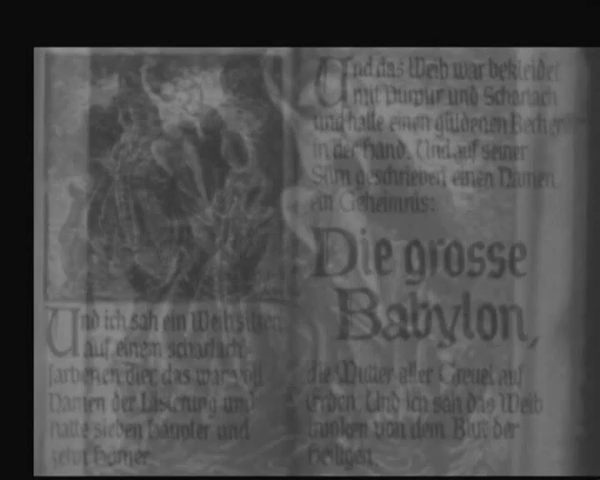 Und ich sah ein Weib sitzen
auf einem scharlach
farbenen dier, das war voll
Namen der Lästerung und
hatte sieben häupter und
zehn Hörner
Und das Weib war bekleidet
mit Purpur und Scharlach
und hatte einen güldenen Becher
in der Hand. Und auf seiner
Stirn geschrieben einen Namen
ein Geheimnis:
Die grosse
Babylon,
die Mutter aller Greuel auf
Erden. Und ich sah das Weib
trunken von dem Blut der
Heiligen